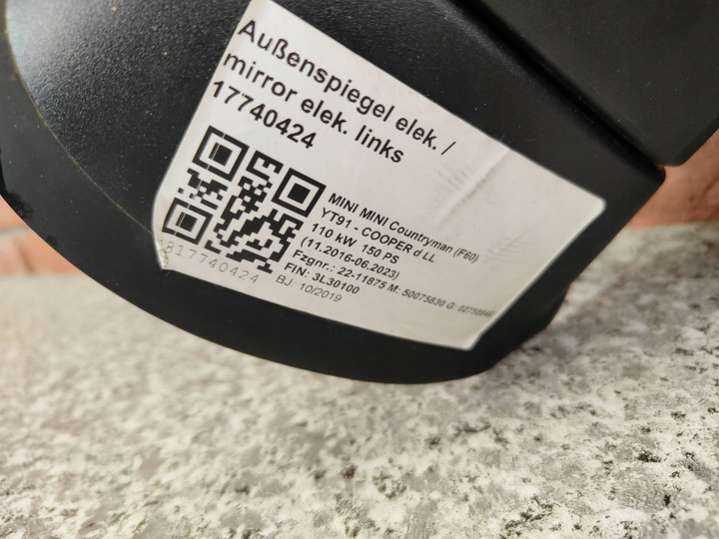 Außenspiegel elek. /
mirror elek. links
17740424
MINI MINI Countryman (F60)
YT91 - COOPER d LL
110 kW 150 PS
(11.2016-06.2023)
Fzgnr.: 22-11875 M: 50075830 G:
FIN: 3L30100
BJ: 10/2019
17740424